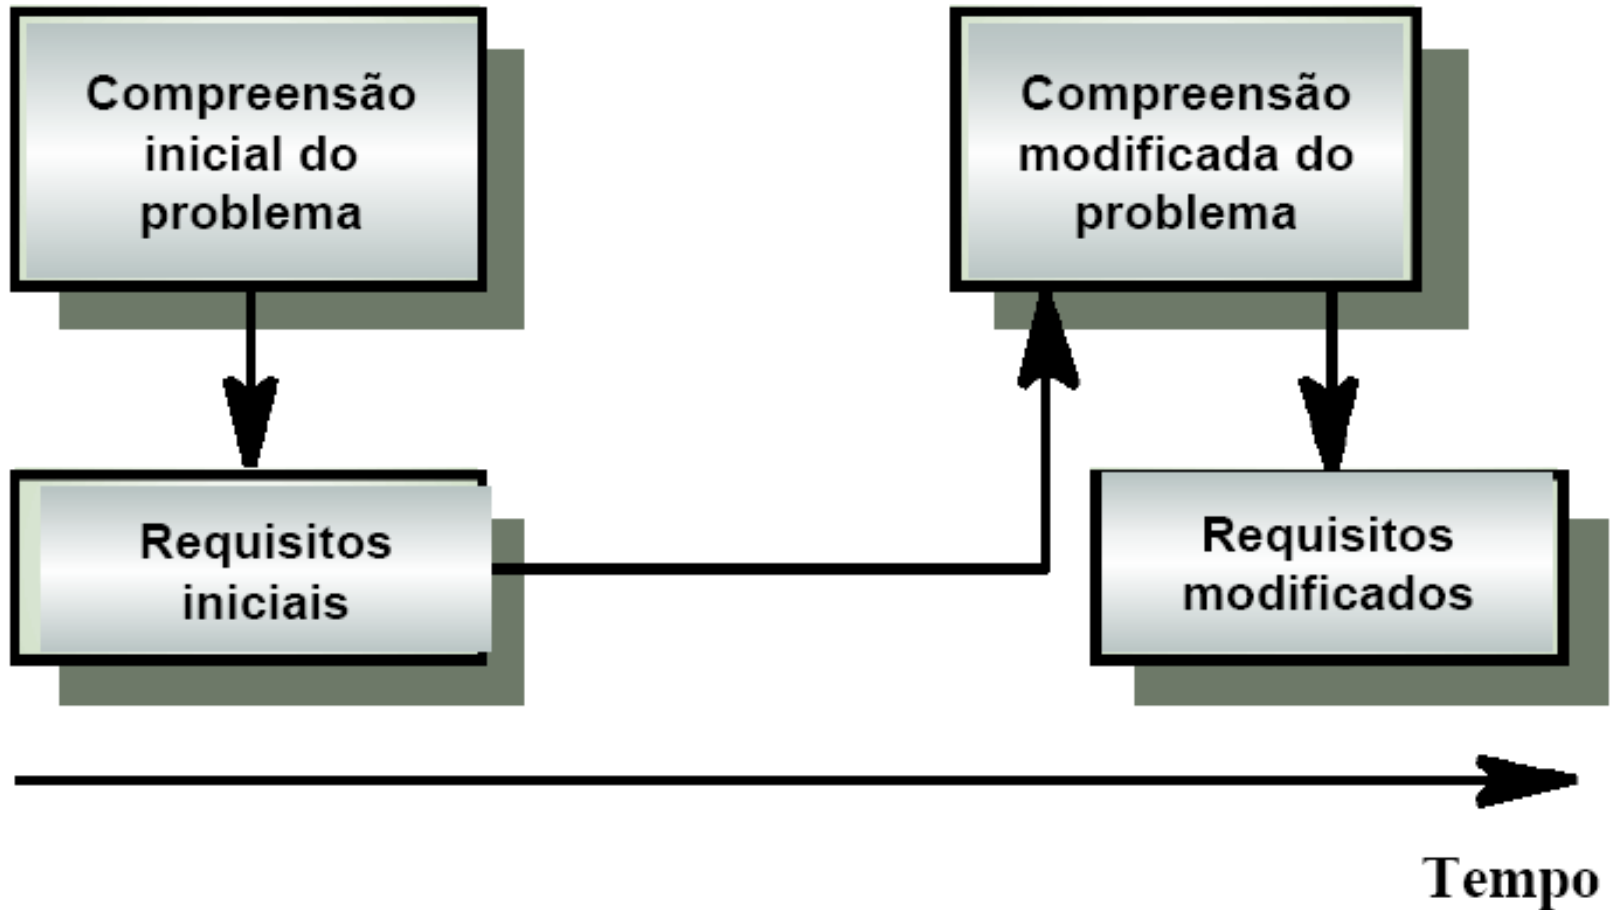 Compreensão
inicial do
problema
Compreensão
modificada do
problema
Requisitos
iniciais
Requisitos
modificados
Tempo